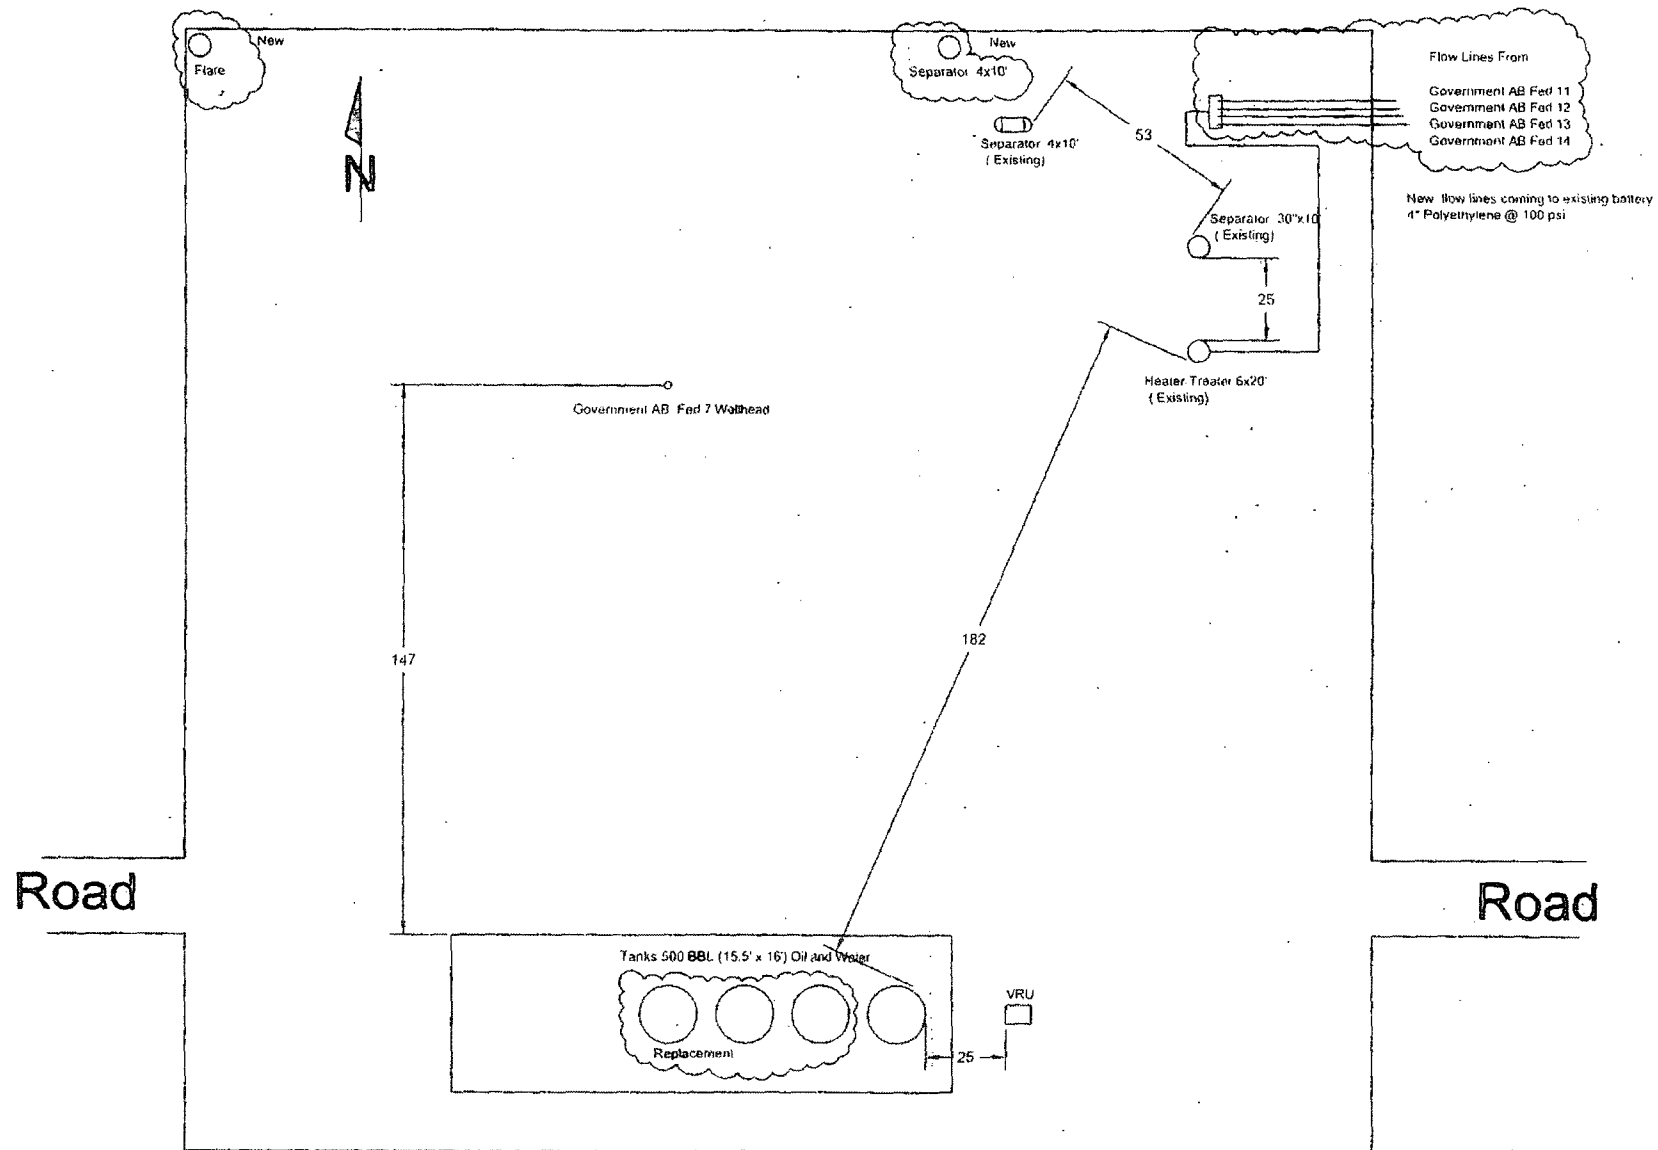 New
Flare
N
New
Separator 4x10'
Separator 4x10'
( Existing)
53
Flow Lines From
Government AB Fed 11
Government AB Fed 12
Government AB Fed 13
Government AB Fed 14
New flow lines coming to existing battery
4" Polyethylene @ 100 psi
Separator 30"x10'
( Existing)
25
Heater Treater 6x20'
( Existing)
Government AB Fed 7 Wellhead
147
182
Road
Road
Tanks 500 BBL (15.5' x 16') Oil and Water
Replacement
VRU
25